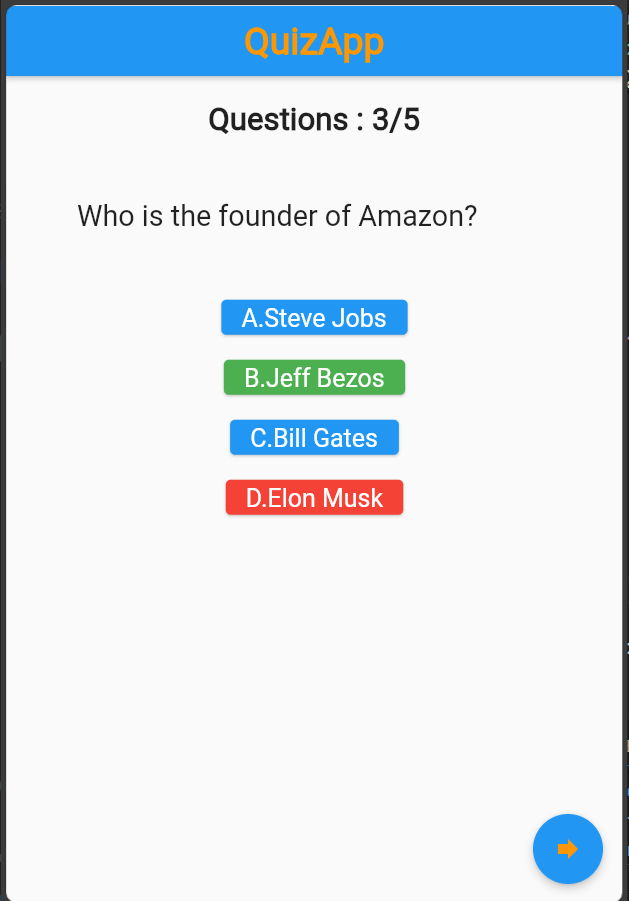 QuizApp
Questions : 3/5
Who is the founder of Amazon?
A.Steve Jobs
B.Jeff Bezos
C.Bill Gates
D.Elon Musk